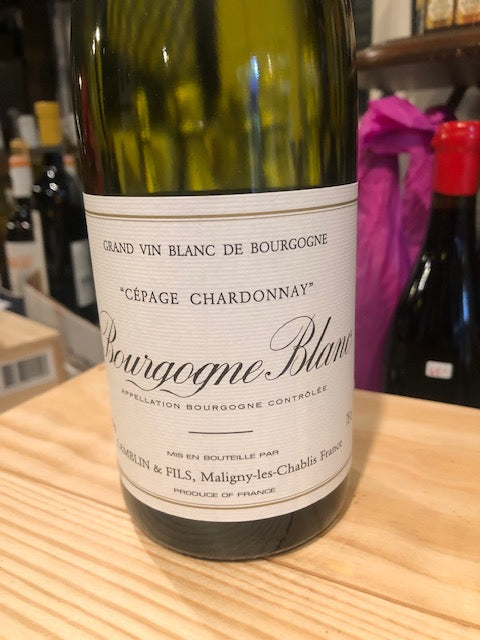 GRAND VIN BLANC DE BOURGOGNE
"CÉPAGE CHARDONNAY"
Bourgogne Blanc
APPELLATION BOURGOGNE CONTRÔLÉE
MIS EN BOUTEILLE PAR
LAMBLIN & FILS, Maligny-les-Chablis France
PRODUCE OF FRANCE